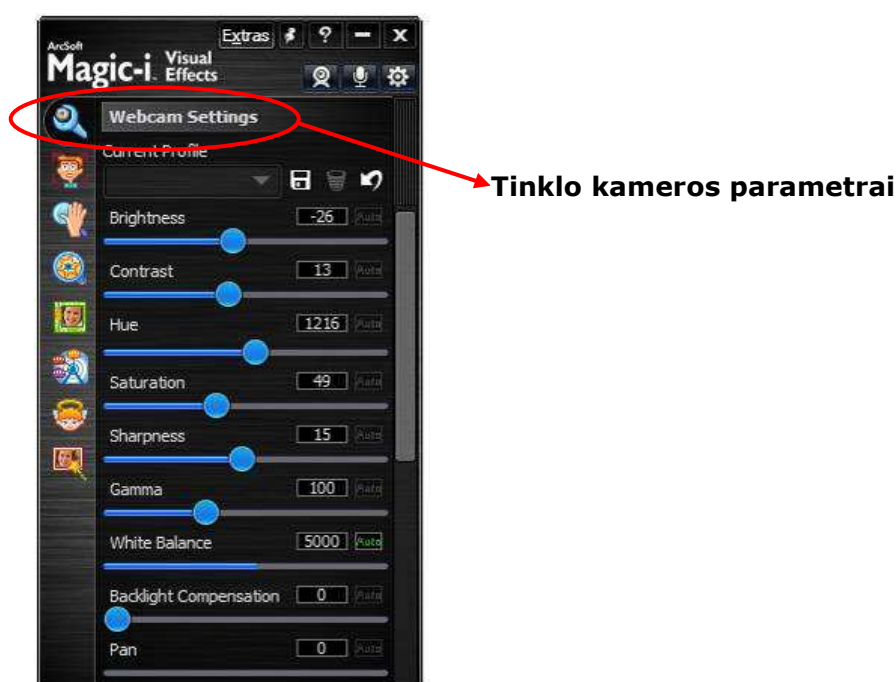 Extras ? – x
ArcSoft
Magic-i. Visual
Effects
Webcam Settings
Current Profile
Tinklo kameros parametrai
Brightness -26 Auto
Contrast 13 Auto
Hue 1216 Auto
Saturation 49 Auto
Sharpness 15 Auto
Gamma 100 Auto
White Balance 5000 Auto
Backlight Compensation 0 Auto
Pan 0 Auto